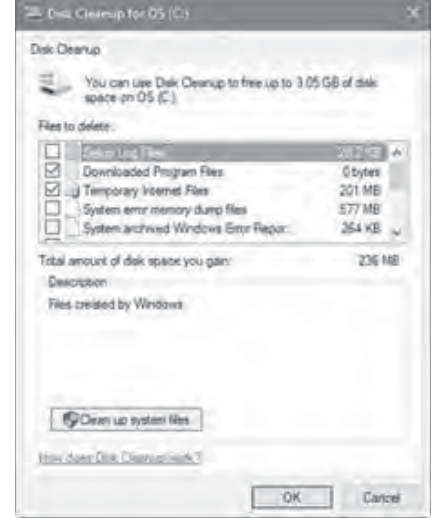 Disk Cleanup for OS (C:)
Disk Cleanup
You can use Disk Cleanup to free up to 3.05 GB of disk
space on OS (C:).
Files to delete:
Setup Log Files
Downloaded Program Files 0 bytes
Temporary Internet Files 201 MB
System error memory dump files 577 MB
System archived Windows Error Repor... 264 KB
Total amount of disk space you gain: 236 MB
Description
Files created by Windows
Clean up system files
How does Disk Cleanup work?
OK Cancel